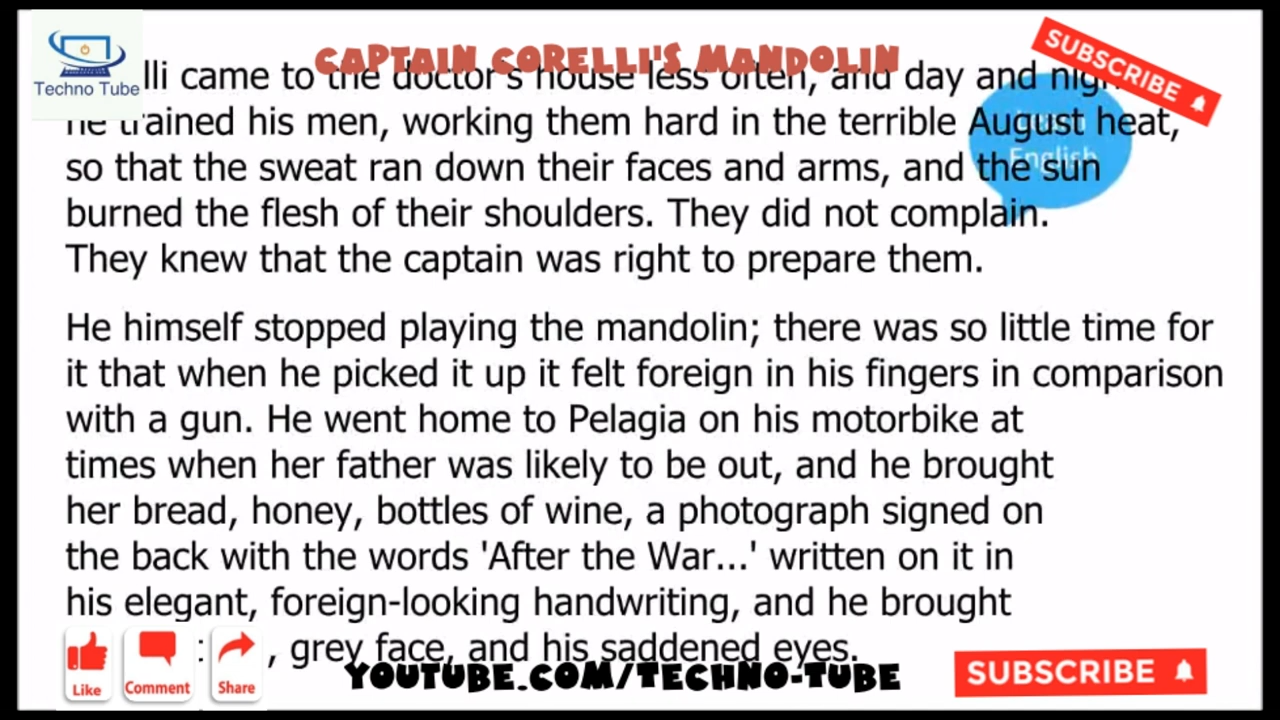 CAPTAIN CORELLI'S MANDOLIN
SUBSCRIBE
Techno Tube
lli came to the doctor's house less often, and day and nigh
he trained his men, working them hard in the terrible August heat,
English
so that the sweat ran down their faces and arms, and the sun
burned the flesh of their shoulders. They did not complain.
They knew that the captain was right to prepare them.
He himself stopped playing the mandolin; there was so little time for
it that when he picked it up it felt foreign in his fingers in comparison
with a gun. He went home to Pelagia on his motorbike at
times when her father was likely to be out, and he brought
her bread, honey, bottles of wine, a photograph signed on
the back with the words 'After the War...' written on it in
his elegant, foreign-looking handwriting, and he brought
, grey face, and his saddened eyes.
Like
Comment
Share
YOUTUBE.COM/TECHNO-TUBE
SUBSCRIBE